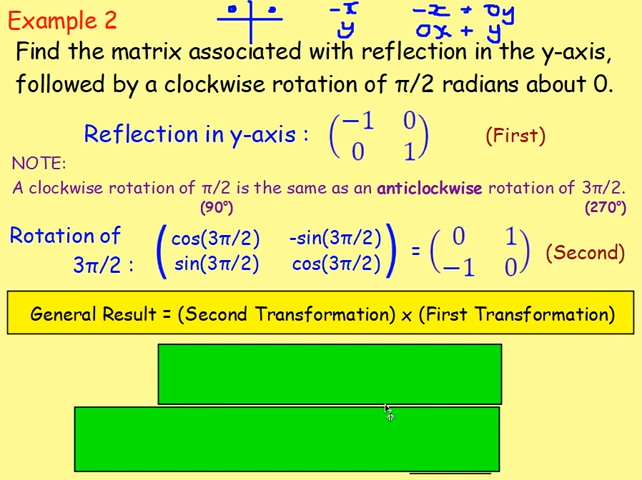 Example 2
-x
-x + 0y
y
0x + y
Find the matrix associated with reflection in the y-axis,
followed by a clockwise rotation of π/2 radians about 0.
Reflection in y-axis : ( -1 0
0 1 ) (First)
NOTE:
A clockwise rotation of π/2 is the same as an anticlockwise rotation of 3π/2.
(90°) (270°)
Rotation of
3π/2 :
( cos(3π/2) -sin(3π/2)
sin(3π/2) cos(3π/2) )
= ( 0 1
-1 0 ) (Second)
General Result = (Second Transformation) x (First Transformation)